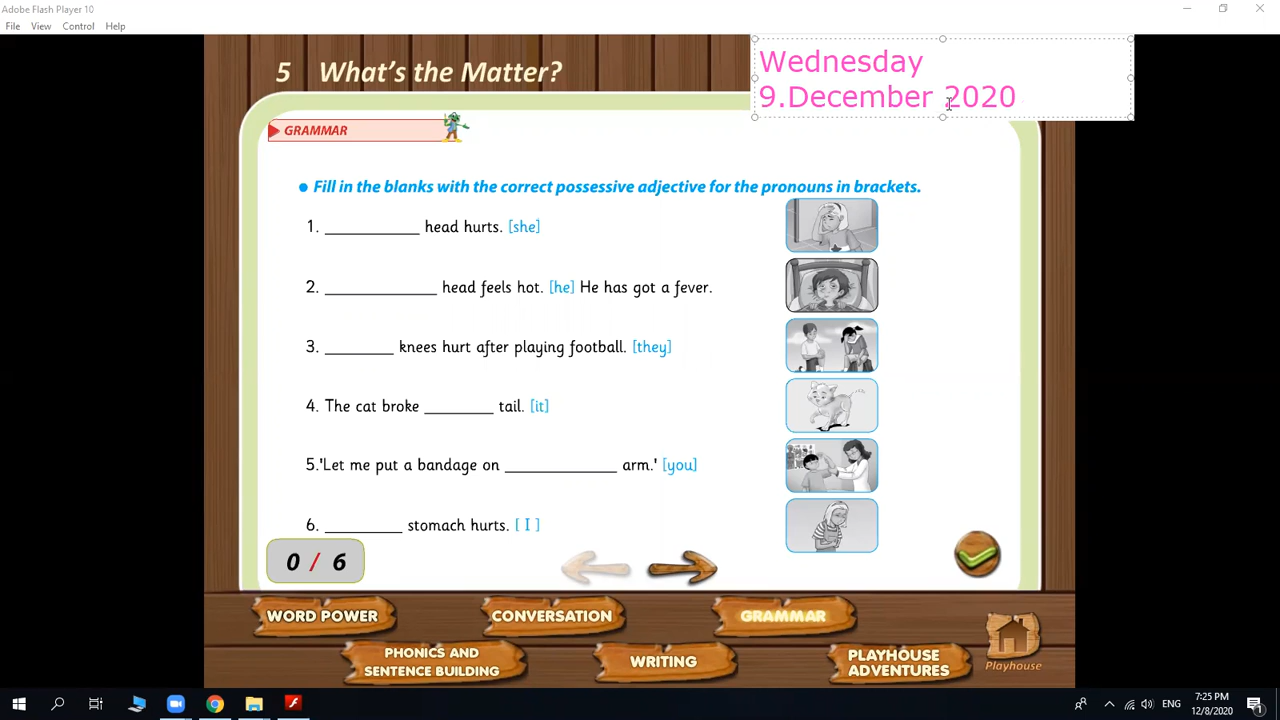 Adobe Flash Player 10
File View Control Help
5 What's the Matter?
Wednesday
9.December 2020
GRAMMAR
Fill in the blanks with the correct possessive adjective for the pronouns in brackets.
1. ___________ head hurts. [she]
2. _____________ head feels hot. [he] He has got a fever.
3. ________ knees hurt after playing football. [they]
4. The cat broke ________ tail. [it]
5.'Let me put a bandage on _____________ arm.' [you]
6. _________ stomach hurts. [ I ]
0 / 6
WORD POWER
CONVERSATION
GRAMMAR
PHONICS AND
SENTENCE BUILDING
WRITING
PLAYHOUSE
ADVENTURES
Playhouse
ENG
7:25 PM
12/8/2020
1